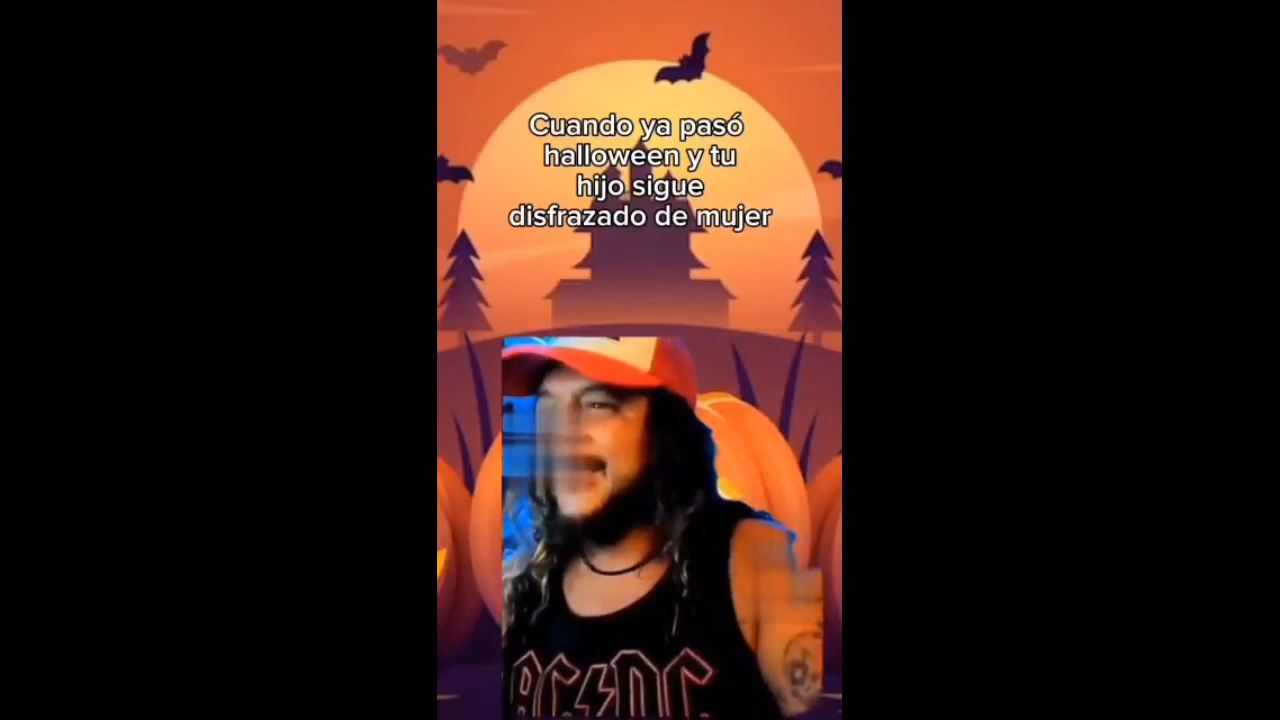 Cuando ya pasó
halloween y tu
hijo sigue
disfrazado de mujer
AC⚡DC